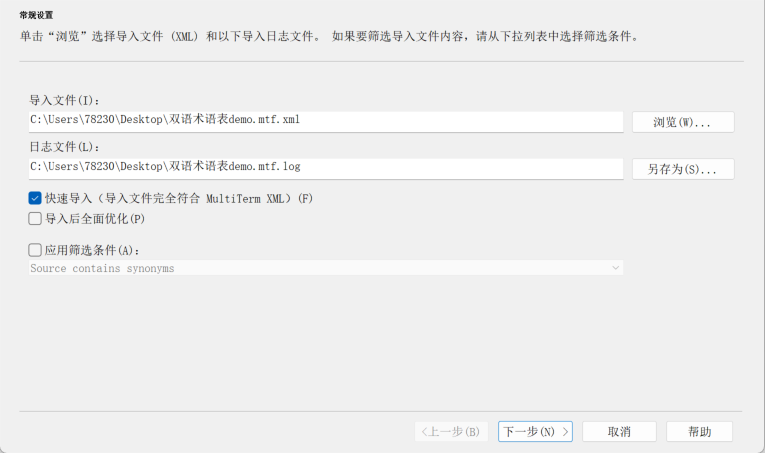 常规设置
单击“浏览”选择导入文件 (XML) 和以下导入日志文件。 如果要筛选导入文件内容，请从下拉列表中选择筛选条件。
导入文件(I):
C:\Users\78230\Desktop\双语术语表demo.mtf.xml
浏览(W)...
日志文件(L):
C:\Users\78230\Desktop\双语术语表demo.mtf.log
另存为(S)...
快速导入（导入文件完全符合 MultiTerm XML）(F)
导入后全面优化(P)
应用筛选条件(A):
Source contains synonyms
<上一步(B) 下一步(N) > 取消 帮助